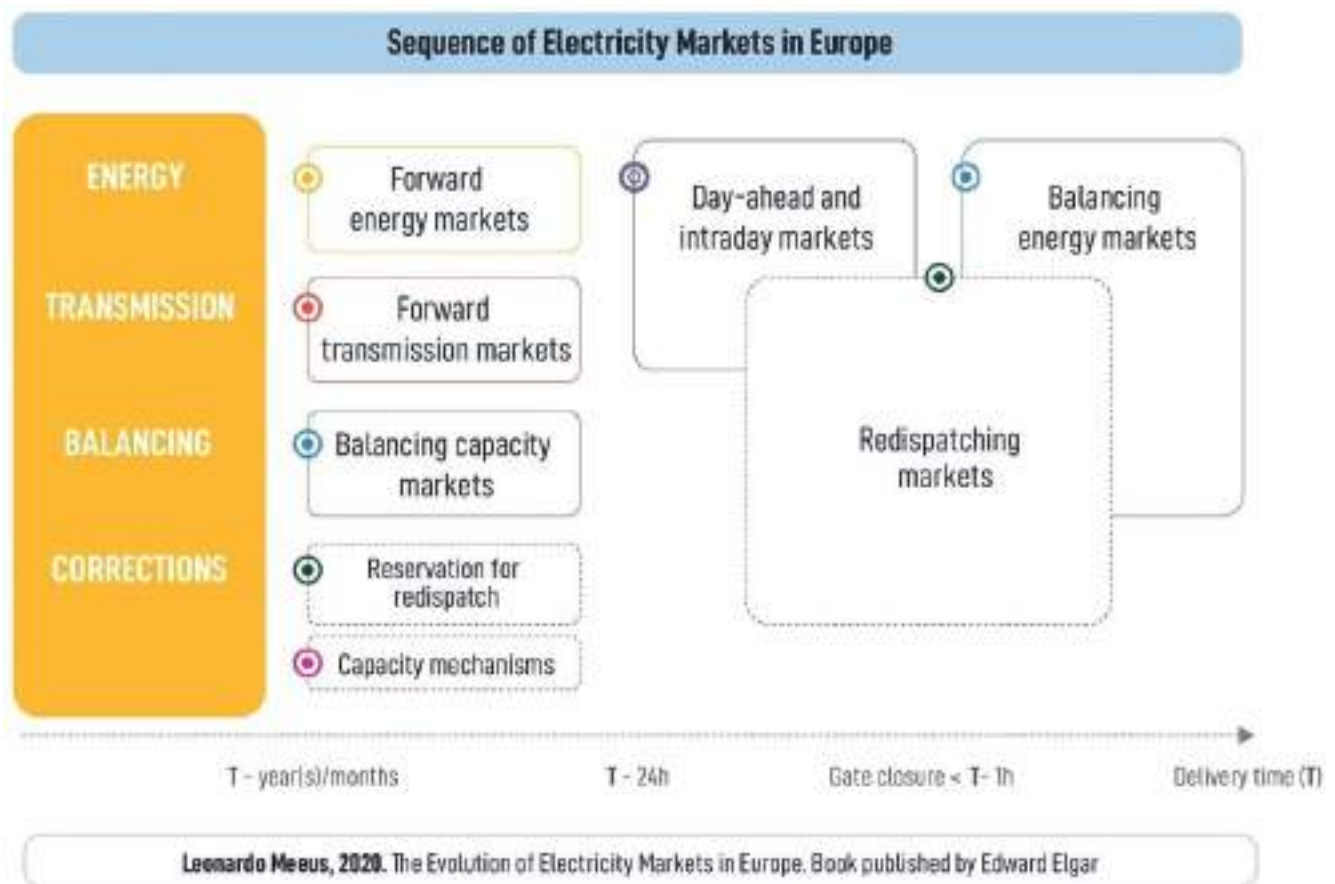 Sequence of Electricity Markets in Europe
ENERGY
TRANSMISSION
BALANCING
CORRECTIONS
Forward
energy markets
Forward
transmission markets
Balancing capacity
markets
Reservation for
redispatch
Capacity mechanisms
Day-ahead and
intraday markets
Balancing
energy markets
Redispatching
markets
T - year(s)/months
T - 24h
Gate closure < T- 1h
Delivery time (T)
Leonardo Meeus, 2020. The Evolution of Electricity Markets in Europe. Book published by Edward Elgar